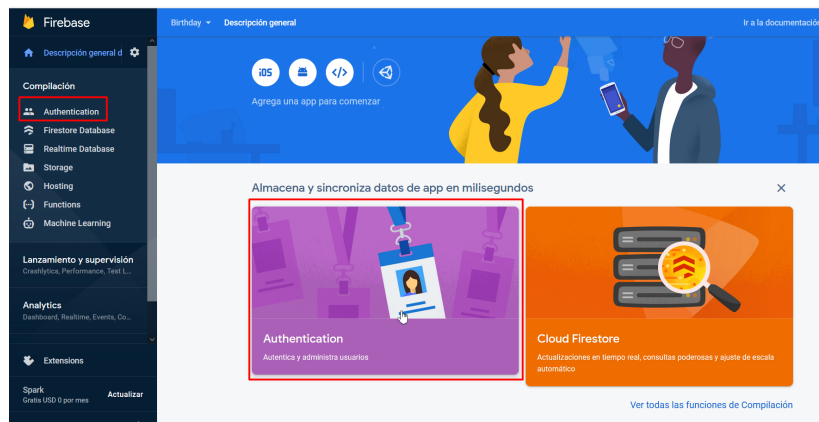 Firebase
Birthday
Descripción general
Ir a la documentación
Descripción general d
iOS
</>
Agrega una app para comenzar
Compilación
Authentication
Firestore Database
Realtime Database
Storage
Hosting
Functions
Machine Learning
Lanzamiento y supervisión
Crashlytics, Performance, Test L...
Analytics
Dashboard, Realtime, Events, Co...
Extensions
Spark
Gratis USD 0 por mes
Actualizar
Almacena y sincroniza datos de app en milisegundos
Authentication
Autentica y administra usuarios
Cloud Firestore
Actualizaciones en tiempo real, consultas poderosas y ajuste de escala
automático
Ver todas las funciones de Compilación